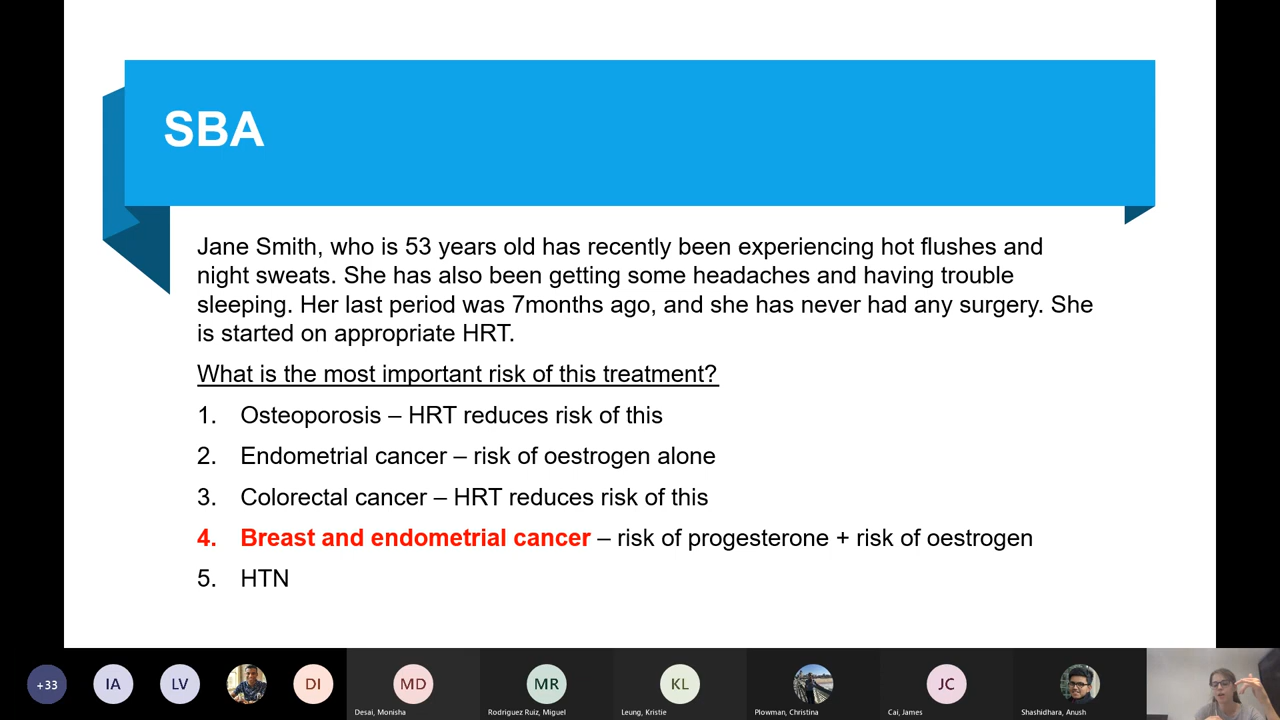 SBA
Jane Smith, who is 53 years old has recently been experiencing hot flushes and
night sweats. She has also been getting some headaches and having trouble
sleeping. Her last period was 7months ago, and she has never had any surgery. She
is started on appropriate HRT.
What is the most important risk of this treatment?
1. Osteoporosis – HRT reduces risk of this
2. Endometrial cancer – risk of oestrogen alone
3. Colorectal cancer – HRT reduces risk of this
4. Breast and endometrial cancer – risk of progesterone + risk of oestrogen
5. HTN
+33 IA LV DI MD MR KL JC
Desai, Monisha Rodriguez Ruiz, Miguel Leung, Kristie Plowman, Christina Cai, James Shashidhara, Anush